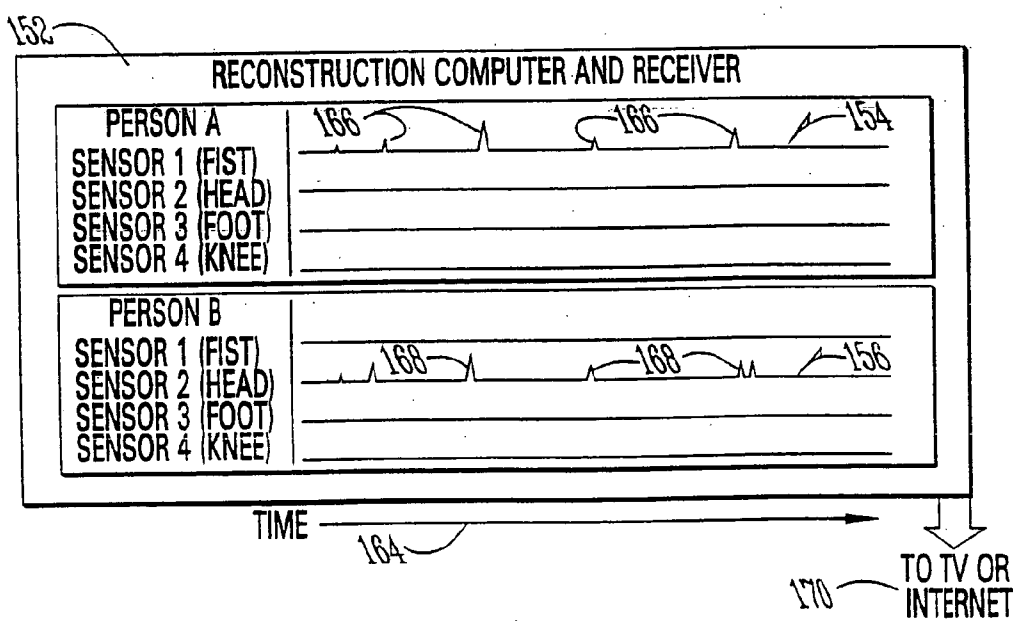 152
RECONSTRUCTION COMPUTER AND RECEIVER
PERSON A
166
166
154
SENSOR 1 (FIST)
SENSOR 2 (HEAD)
SENSOR 3 (FOOT)
SENSOR 4 (KNEE)
PERSON B
SENSOR 1 (FIST)
168
168
156
SENSOR 2 (HEAD)
SENSOR 3 (FOOT)
SENSOR 4 (KNEE)
TIME
164
170
TO TV OR
INTERNET